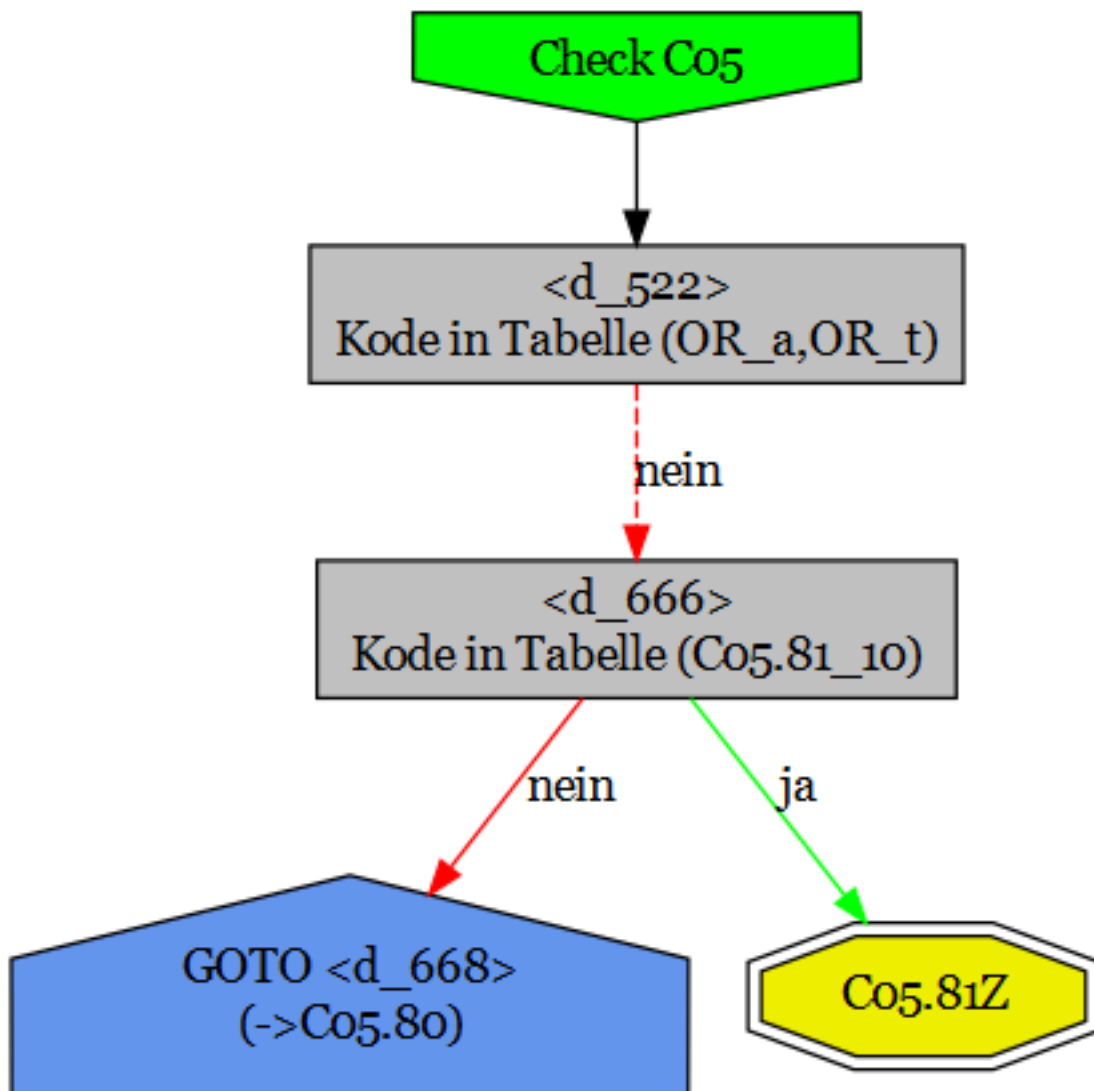 Check C05
<d_522>
Kode in Tabelle (OR_a,OR_t)
nein
<d_666>
Kode in Tabelle (C05.81_10)
nein
ja
GOTO <d_668>
(->C05.80)
C05.81Z